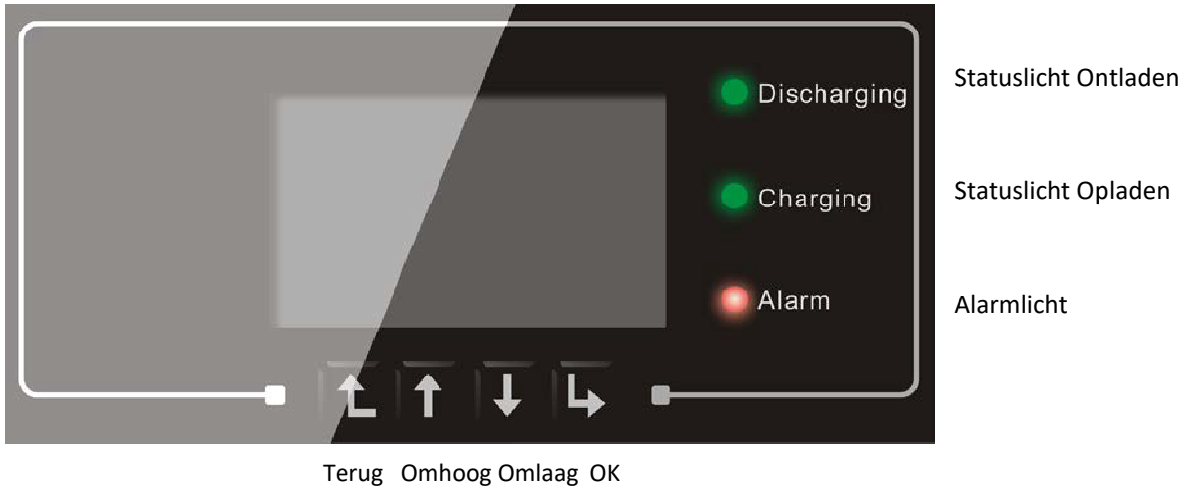 Discharging
Statuslicht Ontladen
Charging
Statuslicht Opladen
Alarm
Alarmlicht
Terug Omhoog Omlaag OK